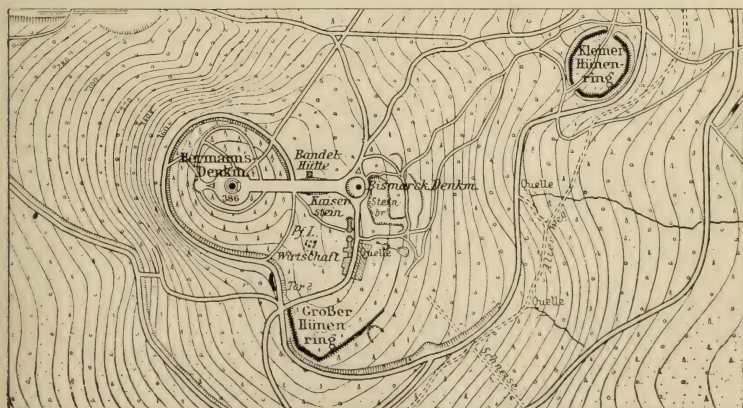 Kleiner
Hünen-
ring
Hermanns-
Denkm.
386
Bandel-
Hütte
Kaiser
stein
Bismarck Denkm.
Stein-
br.
Quelle
Pf I.
Wirtschaft
Quelle
Alter Weg
Quelle
Großer
Hünen
ring
Schneise